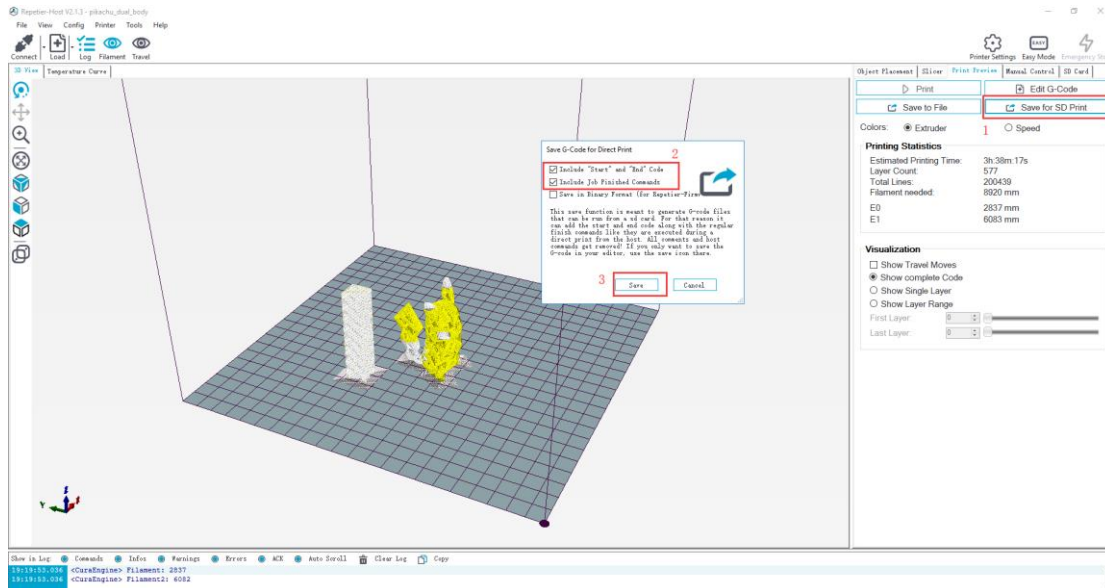 Repetier-Host V2.1.3 - pikachu_dual_body
File View Config Printer Tools Help
Connect Load Log Filament Travel
Printer Settings Easy Mode Emergency
3D View Temperature Curve
Object Placement Slicer Print Preview Manual Control SD Card
Print Edit G-Code
Save to File Save for SD Print
Colors: Extruder 1 Speed
Printing Statistics
Estimated Printing Time: 3h:38m:17s
Layer Count: 577
Total Lines: 200439
Filament needed: 8920 mm
E0 2837 mm
E1 6083 mm
Visualization
Show Travel Moves
Show complete Code
Show Single Layer
Show Layer Range
First Layer: 0
Last Layer: 0
Save G-Code for Direct Print
2
Include "Start" and "End" Code
Include Job Finished Commands
Save in Binary Format (for Repetier-Firm
This save function is meant to generate G-code files
that can be run from a sd card. For that reason it
can add the start and end code along with the regular
finish commands like they are executed during a
direct print from the host. All comments and host
commands get removed! If you only want to save the
G-code in your editor, use the save icon there.
3 Save Cancel
Show in Log: Commands Infos Warnings Errors ACK Auto Scroll Clear Log Copy
19:19:53.036 <CuraEngine> Filament: 2837
19:19:53.036 <CuraEngine> Filament2: 6082